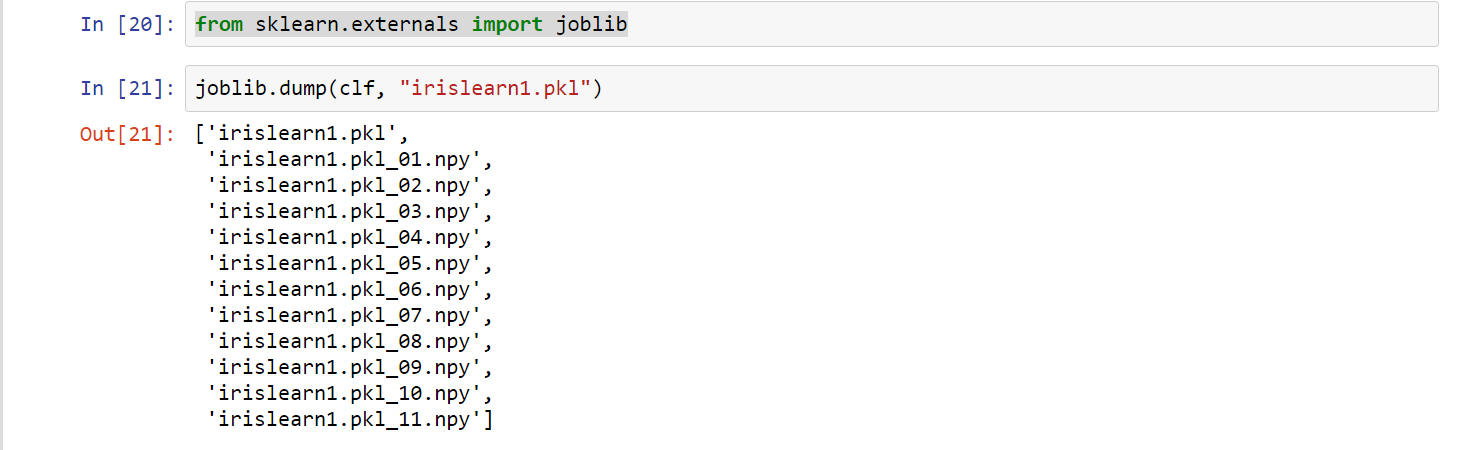 In [20]: from sklearn.externals import joblib
In [21]: joblib.dump(clf, "irislearn1.pkl")
Out[21]: ['irislearn1.pkl',
'irislearn1.pkl_01.npy',
'irislearn1.pkl_02.npy',
'irislearn1.pkl_03.npy',
'irislearn1.pkl_04.npy',
'irislearn1.pkl_05.npy',
'irislearn1.pkl_06.npy',
'irislearn1.pkl_07.npy',
'irislearn1.pkl_08.npy',
'irislearn1.pkl_09.npy',
'irislearn1.pkl_10.npy',
'irislearn1.pkl_11.npy']